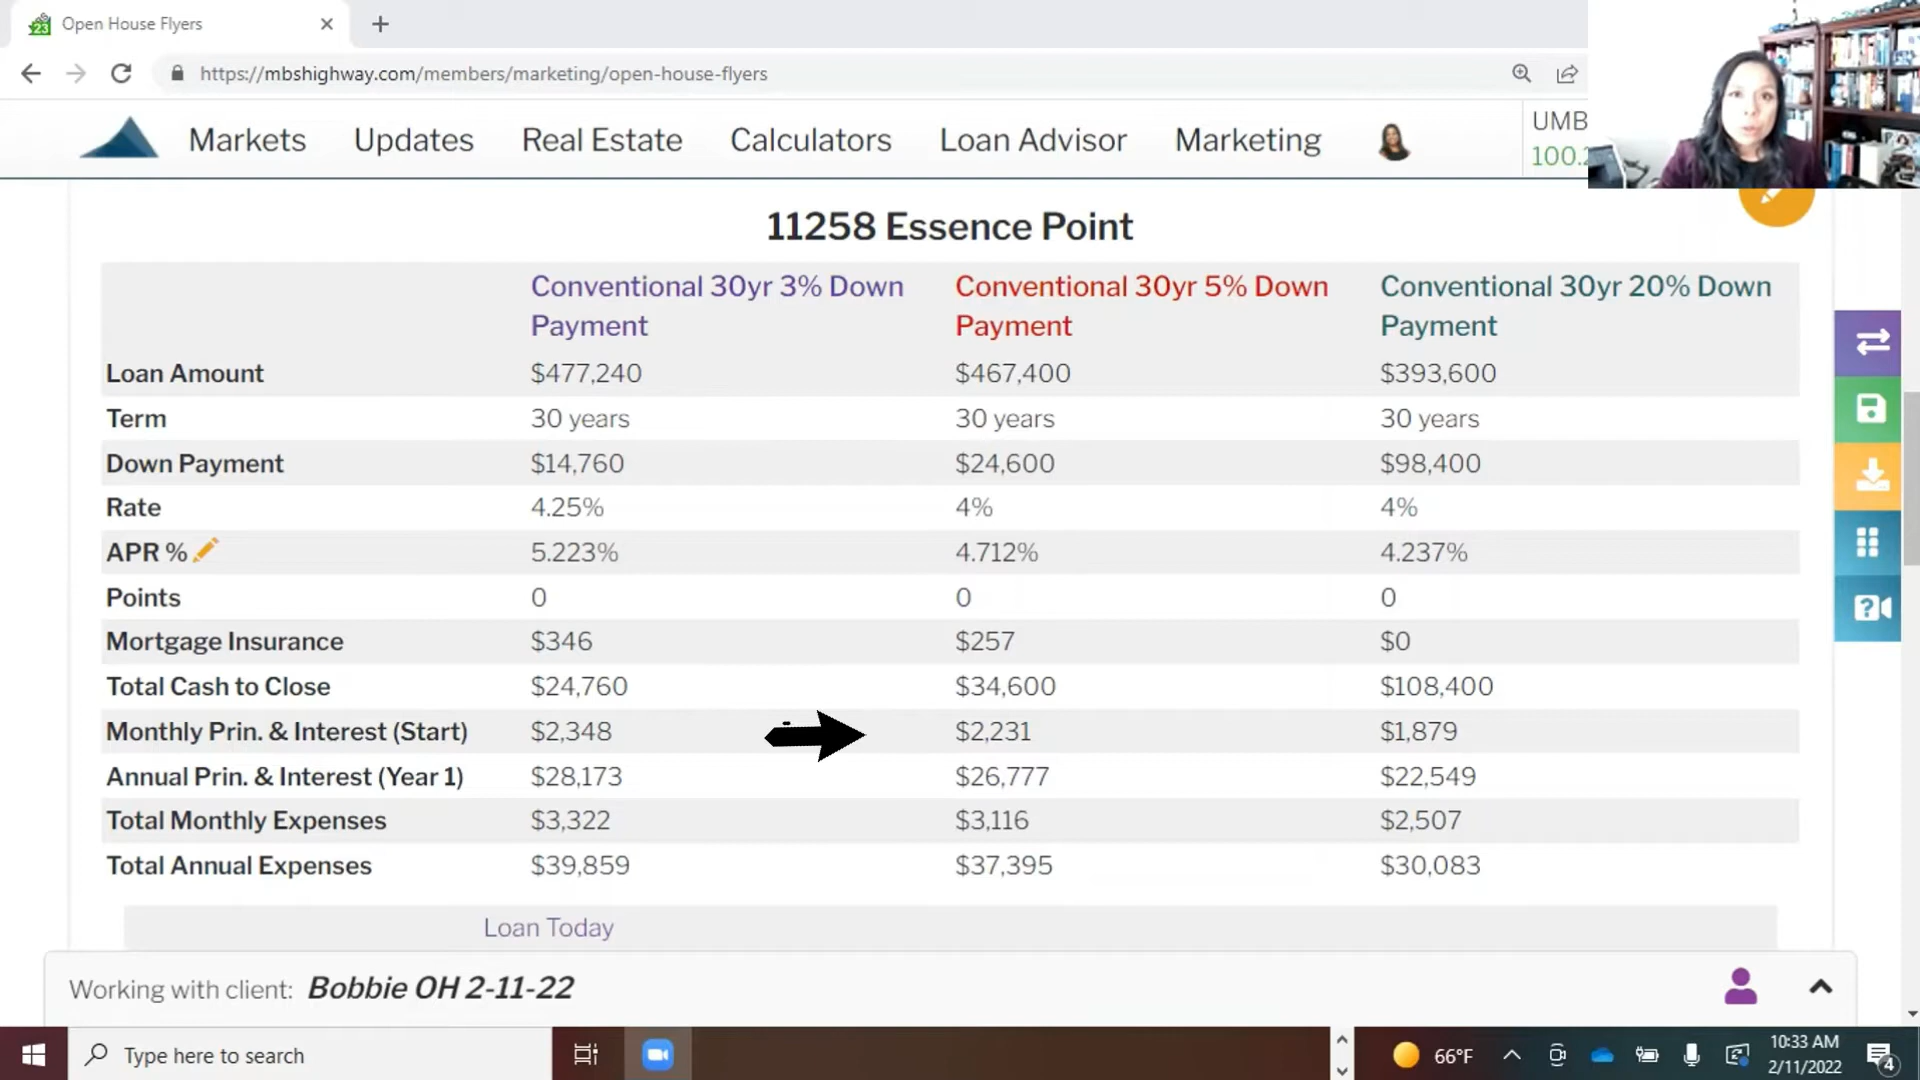 Open House Flyers
https://mbshighway.com/members/marketing/open-house-flyers
Markets Updates Real Estate Calculators Loan Advisor Marketing
UMB
11258 Essence Point
Conventional 30yr 3% Down Payment
Conventional 30yr 5% Down Payment
Conventional 30yr 20% Down Payment
Loan Amount $477,240 $467,400 $393,600
Term 30 years 30 years 30 years
Down Payment $14,760 $24,600 $98,400
Rate 4.25% 4% 4%
APR % 5.223% 4.712% 4.237%
Points 0 0 0
Mortgage Insurance $346 $257 $0
Total Cash to Close $24,760 $34,600 $108,400
Monthly Prin. & Interest (Start) $2,348 $2,231 $1,879
Annual Prin. & Interest (Year 1) $28,173 $26,777 $22,549
Total Monthly Expenses $3,322 $3,116 $2,507
Total Annual Expenses $39,859 $37,395 $30,083
Loan Today
Working with client: Bobbie OH 2-11-22
Type here to search
66°F
10:33 AM
2/11/2022
4